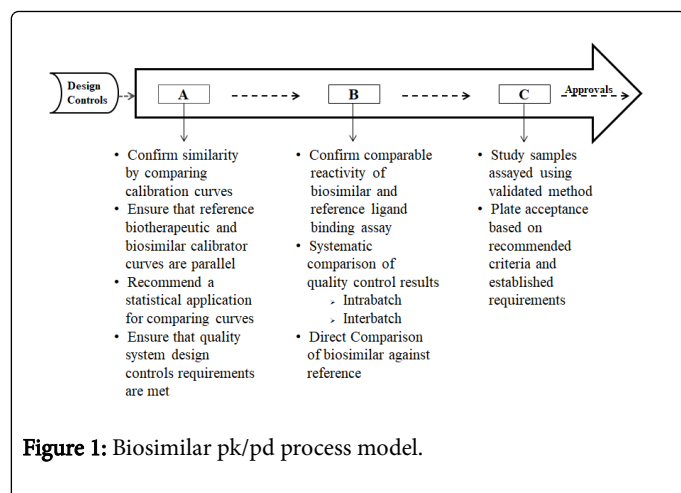 Design
Controls
A
B
C
Approvals
• Confirm similarity
by comparing
calibration curves
• Ensure that reference
biotherapeutic and
biosimilar calibrator
curves are parallel
• Recommend a
statistical application
for comparing curves
• Ensure that quality
system design
controls requirements
are met
• Confirm comparable
reactivity of
biosimilar and
reference ligand
binding assay
• Systematic
comparison of
quality control results
➢ Intrabatch
➢ Interbatch
• Direct Comparison
of biosimilar against
reference
• Study samples
assayed using
validated method
• Plate acceptance
based on
recommended
criteria and
established
requirements
Figure 1: Biosimilar pk/pd process model.